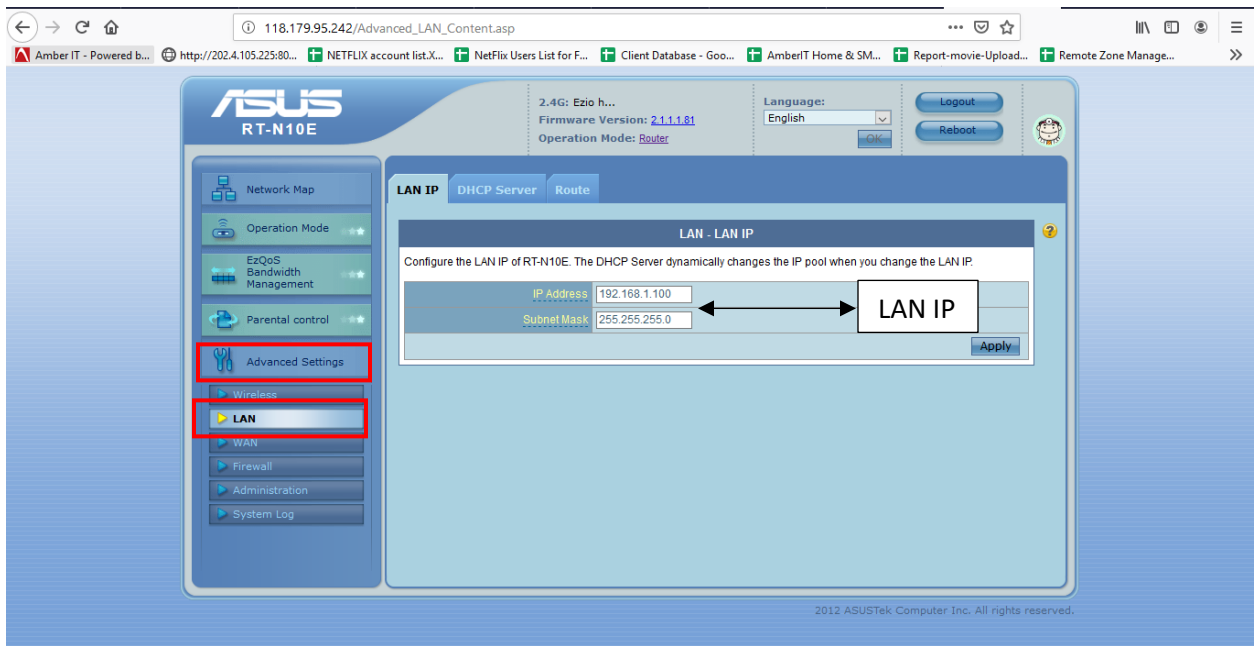 118.179.95.242/Advanced_LAN_Content.asp
Amber IT - Powered b... http://202.4.105.225:80... NETFLIX account list.X... NetFlix Users List for F... Client Database - Goo... AmberIT Home & SM... Report-movie-Upload... Remote Zone Manage...
ASUS
RT-N10E
2.4G: Ezio h...
Firmware Version: 2.1.1.1.81
Operation Mode: Router
Language:
English
OK
Logout
Reboot
Network Map
Operation Mode
EzQoS
Bandwidth
Management
Parental control
Advanced Settings
Wireless
LAN
WAN
Firewall
Administration
System Log
LAN IP DHCP Server Route
LAN - LAN IP
Configure the LAN IP of RT-N10E. The DHCP Server dynamically changes the IP pool when you change the LAN IP.
IP Address 192.168.1.100
Subnet Mask 255.255.255.0
LAN IP
Apply
2012 ASUSTek Computer Inc. All rights reserved.